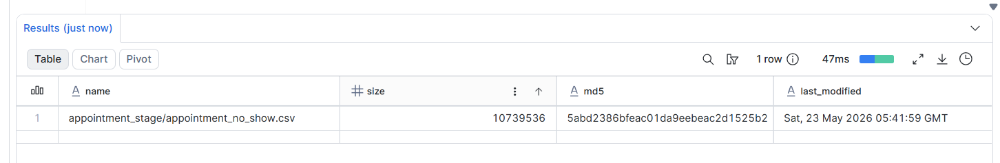 Results (just now)
Table Chart Pivot 1 row 47ms
name size md5 last_modified
1 appointment_stage/appointment_no_show.csv 10739536 5abd2386bfeac01da9eebeac2d1525b2 Sat, 23 May 2026 05:41:59 GMT